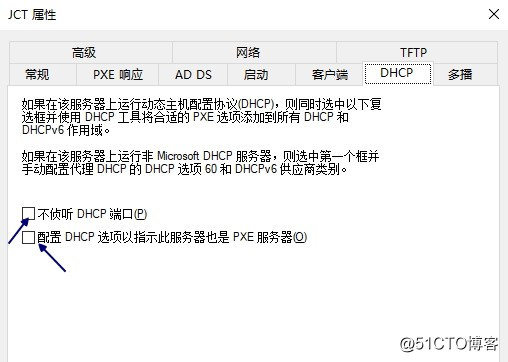 JCT 属性
高级 网络 TFTP
常规 PXE 响应 AD DS 启动 客户端 DHCP 多播
如果在该服务器上运行动态主机配置协议(DHCP)，则同时选中以下复
选框并使用 DHCP 工具将合适的 PXE 选项添加到所有 DHCP 和
DHCPv6 作用域。
如果在该服务器上运行非 Microsoft DHCP 服务器，则选中第一个框并
手动配置代理 DHCP 的 DHCP 选项 60 和 DHCPv6 供应商类别。
不侦听 DHCP 端口(P)
配置 DHCP 选项以指示此服务器也是 PXE 服务器(O)
@51CTO博客